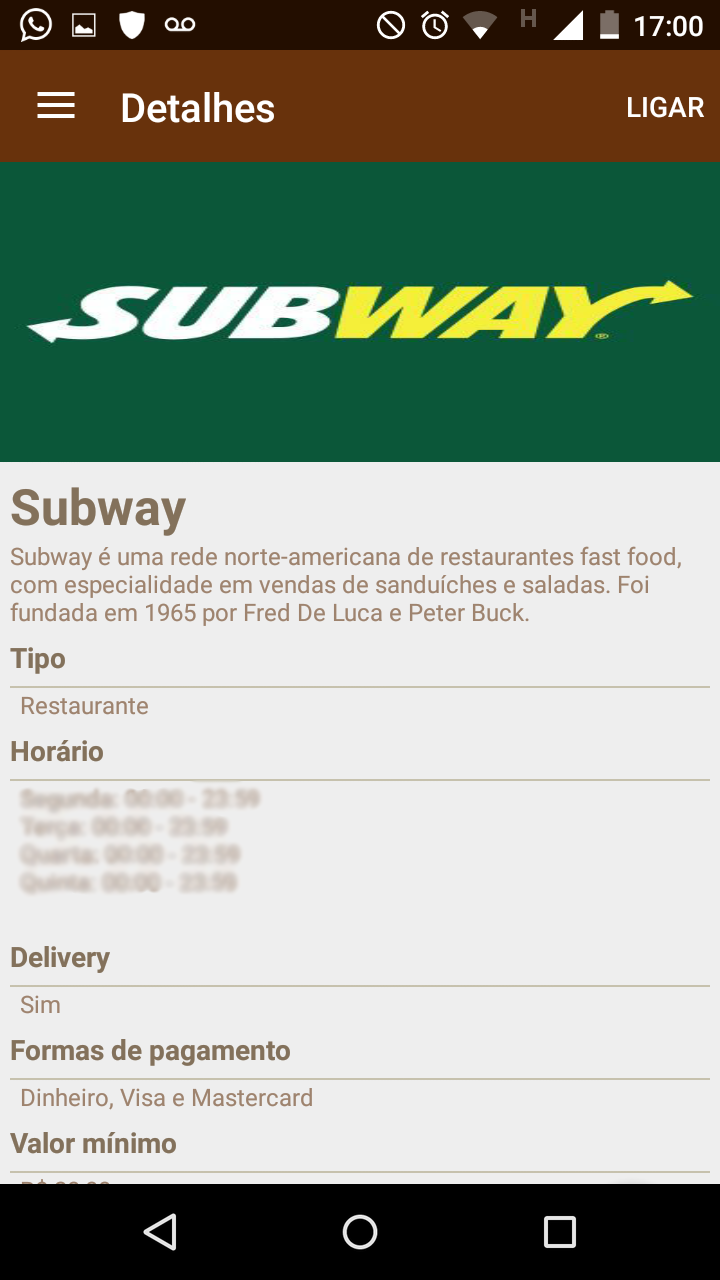 H
17:00
Detalhes
LIGAR
SUBWAY
Subway
Subway é uma rede norte-americana de restaurantes fast food,
com especialidade em vendas de sanduíches e saladas. Foi
fundada em 1965 por Fred De Luca e Peter Buck.
Tipo
Restaurante
Horário
Segunda: 00:00 - 23:59
Terça: 00:00 - 23:59
Quarta: 00:00 - 23:59
Quinta: 00:00 - 23:59
Delivery
Sim
Formas de pagamento
Dinheiro, Visa e Mastercard
Valor mínimo